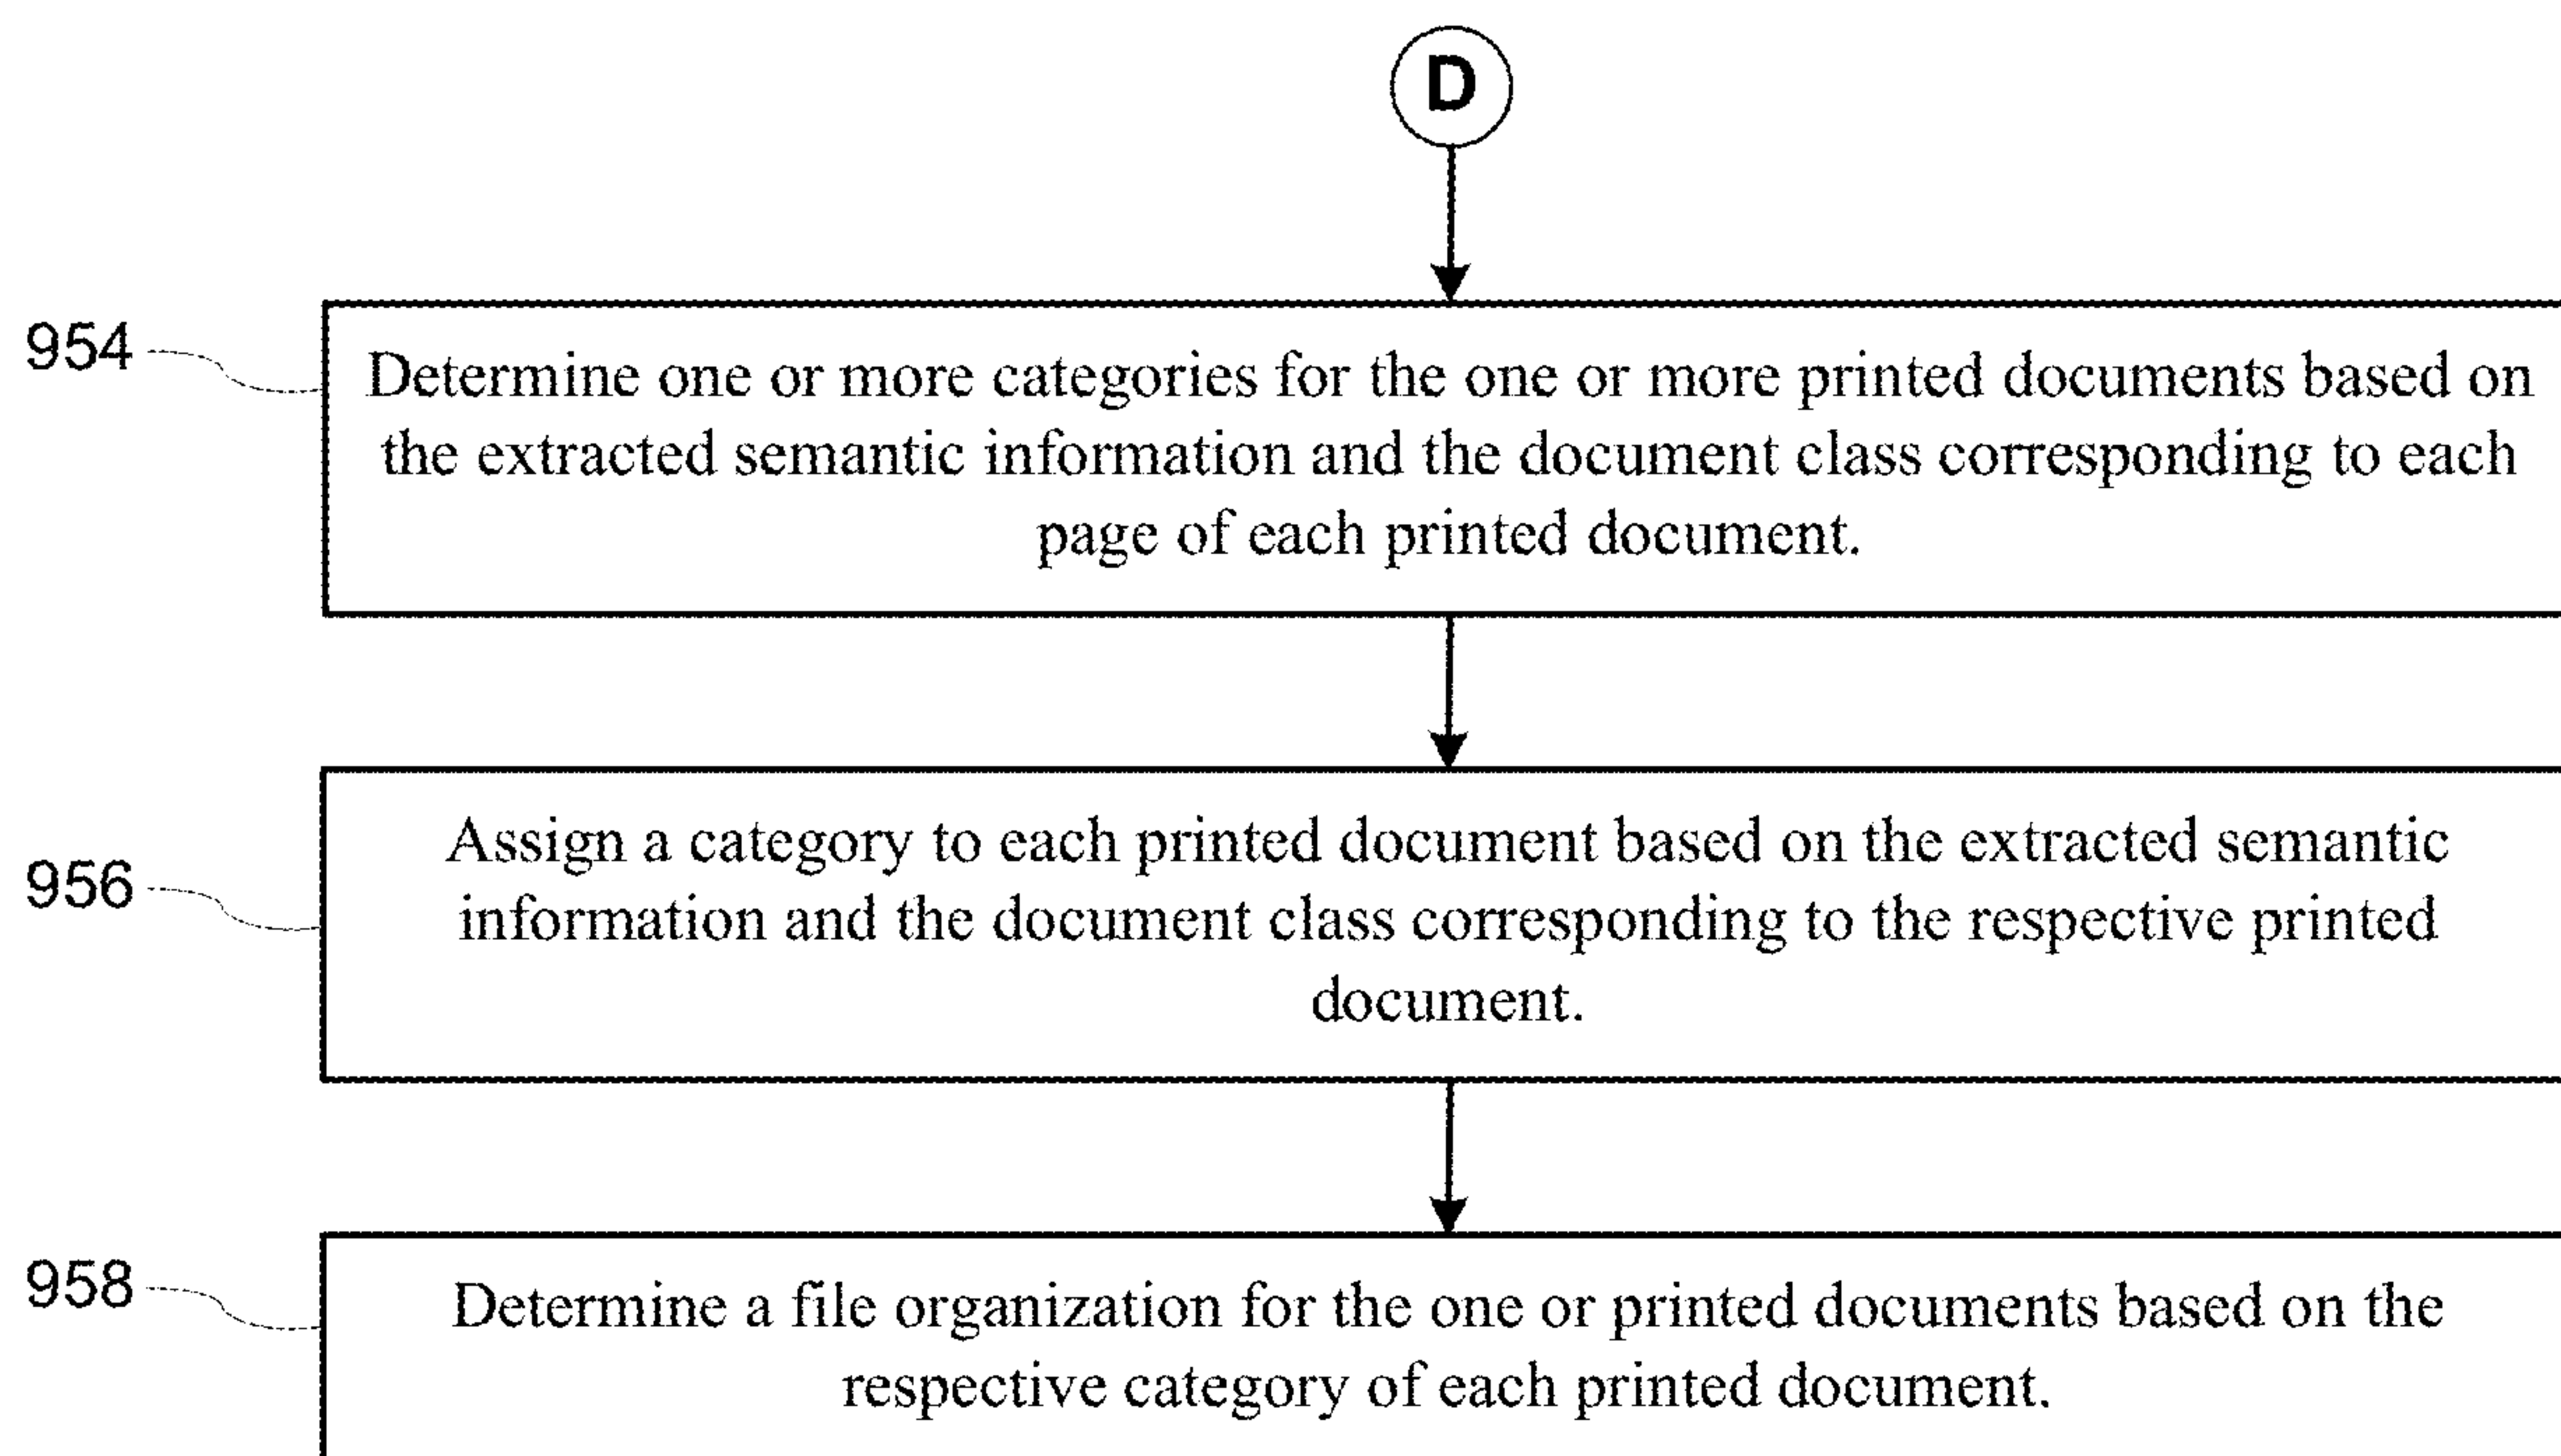 D
954
Determine one or more categories for the one or more printed documents based on
the extracted semantic information and the document class corresponding to each
page of each printed document.
956
Assign a category to each printed document based on the extracted semantic
information and the document class corresponding to the respective printed
document.
958
Determine a file organization for the one or printed documents based on the
respective category of each printed document.